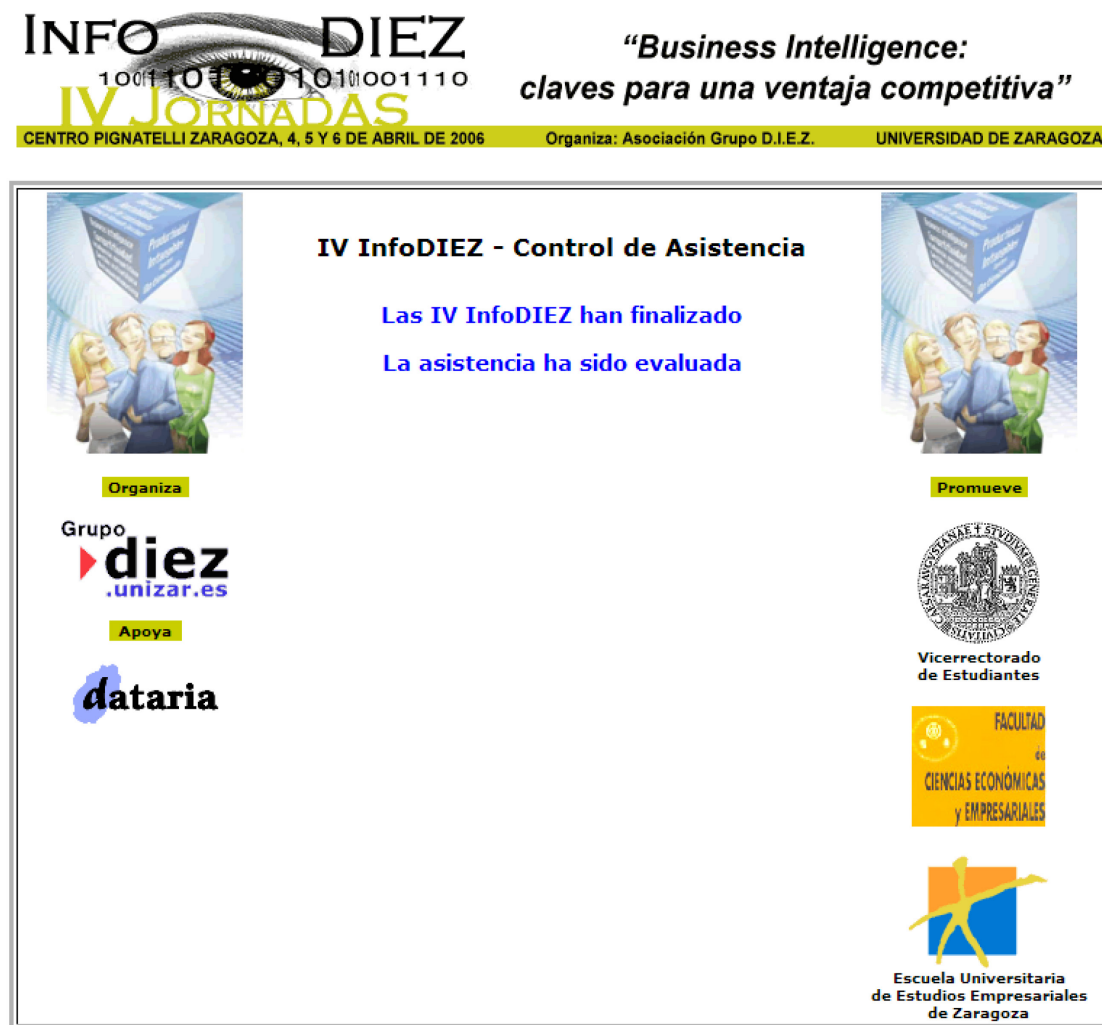 INFO DIEZ
1001101010101001110
IV JORNADAS
“Business Intelligence:
claves para una ventaja competitiva”
CENTRO PIGNATELLI ZARAGOZA, 4, 5 Y 6 DE ABRIL DE 2006 Organiza: Asociación Grupo D.I.E.Z. UNIVERSIDAD DE ZARAGOZA
IV InfoDIEZ - Control de Asistencia
Las IV InfoDIEZ han finalizado
La asistencia ha sido evaluada
Organiza
Grupo
diez
.unizar.es
Apoya
dataria
Promueve
Vicerrectorado
de Estudiantes
FACULTAD
de
CIENCIAS ECONÓMICAS
y EMPRESARIALES
Escuela Universitaria
de Estudios Empresariales
de Zaragoza